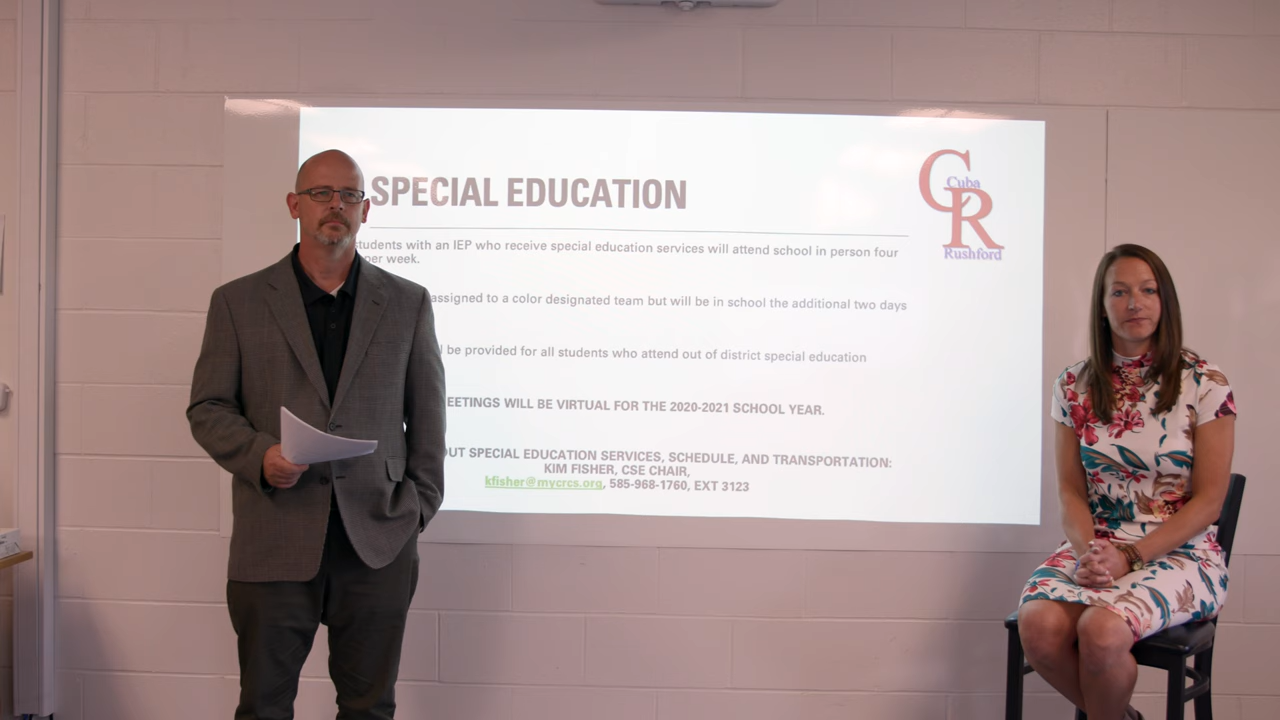 SPECIAL EDUCATION
Cuba
CR
Rushford
students with an IEP who receive special education services will attend school in person four
per week.
assigned to a color designated team but will be in school the additional two days
be provided for all students who attend out of district special education
EETINGS WILL BE VIRTUAL FOR THE 2020-2021 SCHOOL YEAR.
OUT SPECIAL EDUCATION SERVICES, SCHEDULE, AND TRANSPORTATION:
KIM FISHER, CSE CHAIR,
kfisher@mycrcs.org, 585-968-1760, EXT 3123